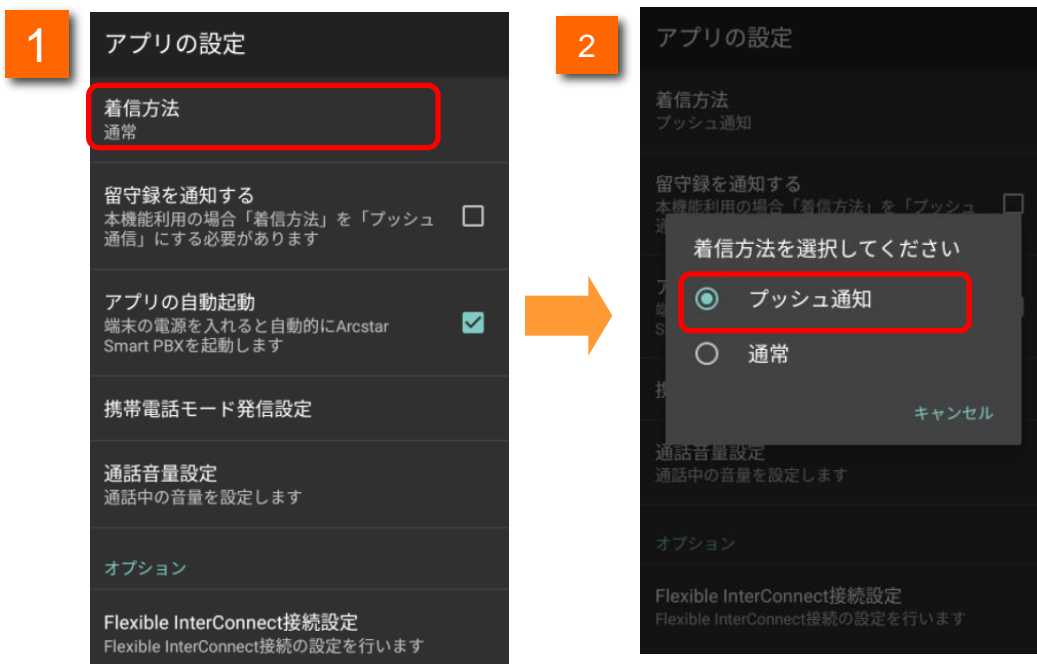 1
アプリの設定
着信方法
通常
留守録を通知する
本機能利用の場合「着信方法」を「プッシュ
通信」にする必要があります
アプリの自動起動
端末の電源を入れると自動的にArcstar
Smart PBXを起動します
携帯電話モード発信設定
通話音量設定
通話中の音量を設定します
オプション
Flexible InterConnect接続設定
Flexible InterConnect接続の設定を行います
2
アプリの設定
着信方法
プッシュ通知
留守録を通知する
本機能利用の場合「着信方法」を「プッシュ
着信方法を選択してください
プッシュ通知
通常
キャンセル
通話音量設定
通話中の音量を設定します
オプション
Flexible InterConnect接続設定
Flexible InterConnect接続の設定を行います